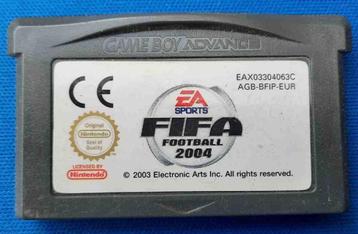 GAME BOY ADVANCE
EAX03304063C
AGB-BFIP-EUR
CE
EA
SPORTS
FIFA
FOOTBALL
2004
Original
Nintendo
Seal of
Quality
LICENSED BY
Nintendo
© 2003 Electronic Arts Inc. All rights reserved.